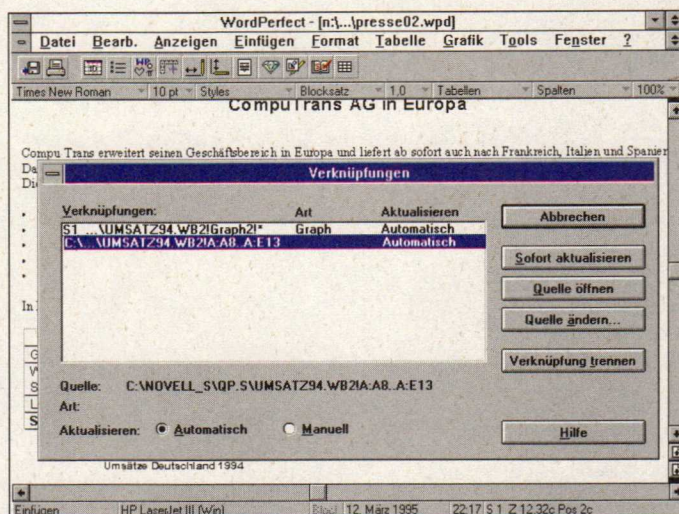 WordPerfect - [n:\...\presse02.wpd]
Datei Bearb. Anzeigen Einfügen Format Tabelle Grafik Tools Fenster ?
Times New Roman 10 pt Styles Blocksatz 1,0 Tabellen Spalten 100%
CompuTrans AG in Europa
Compu Trans erweitert seinen Geschäftsbereich in Europa und liefert ab sofort auch nach Frankreich, Italien und Spanien
Da
Die
Verknüpfungen
Verknüpfungen: Art Aktualisieren
S1 ...\UMSATZ94.WB2!Graph2!* Graph Automatisch
C:\...\UMSATZ94.WB2!A:A8..A:E13 Automatisch
Abbrechen
Sofort aktualisieren
Quelle öffnen
Quelle ändern...
Verknüpfung trennen
In
G
W
S
L
S
Quelle: C:\NOVELL_S\QP.S\UMSATZ94.WB2!A:A8..A:E13
Art:
Aktualisieren: Automatisch Manuell
Hilfe
Umsätze Deutschland 1994
Einfügen HP LaserJet III (Win) 12. März 1995 22:17 S 1 Z 12,32c Pos 2c